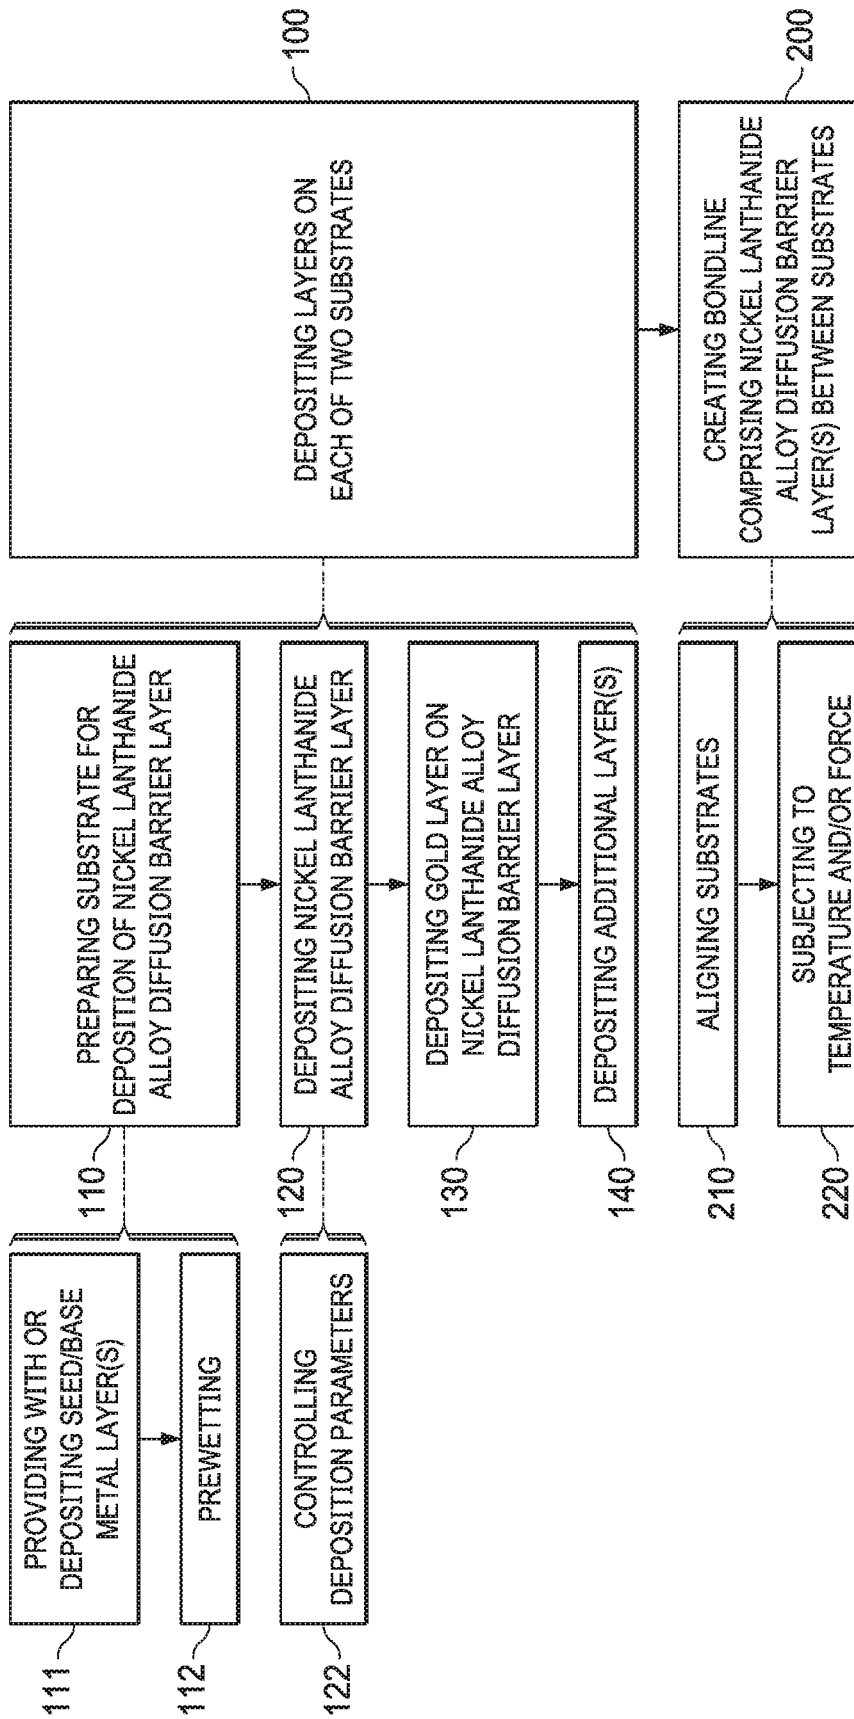 100
DEPOSITING LAYERS ON
EACH OF TWO SUBSTRATES
200
CREATING BONDLINE
COMPRISING NICKEL LANTHANIDE
ALLOY DIFFUSION BARRIER
LAYER(S) BETWEEN SUBSTRATES
110
PREPARING SUBSTRATE FOR
DEPOSITION OF NICKEL LANTHANIDE
ALLOY DIFFUSION BARRIER LAYER
120
DEPOSITING NICKEL LANTHANIDE
ALLOY DIFFUSION BARRIER LAYER
130
DEPOSITING GOLD LAYER ON
NICKEL LANTHANIDE ALLOY
DIFFUSION BARRIER LAYER
140
DEPOSITING ADDITIONAL LAYER(S)
210
ALIGNING SUBSTRATES
220
SUBJECTING TO
TEMPERATURE AND/OR FORCE
111
PROVIDING WITH OR
DEPOSITING SEED/BASE
METAL LAYER(S)
112
PREWETTING
122
CONTROLLING
DEPOSITION PARAMETERS